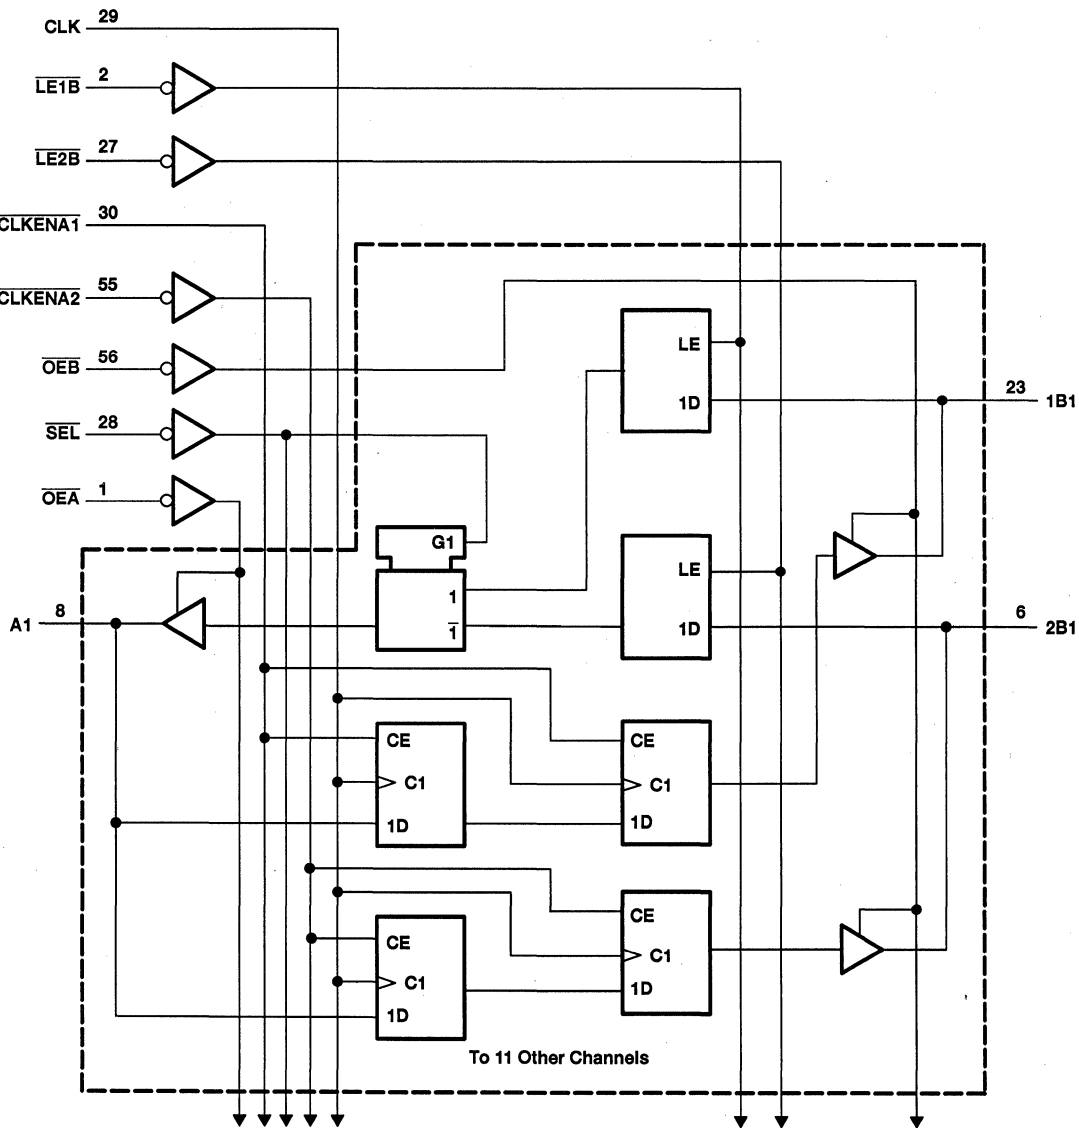 CLK 29
LE1B 2
LE2B 27
CLKENA1 30
CLKENA2 55
OEB 56
SEL 28
OEA 1
LE
1D
23 1B1
G1
1
1
LE
1D
6 2B1
A1 8
CE
C1
1D
CE
C1
1D
CE
C1
1D
CE
C1
1D
To 11 Other Channels